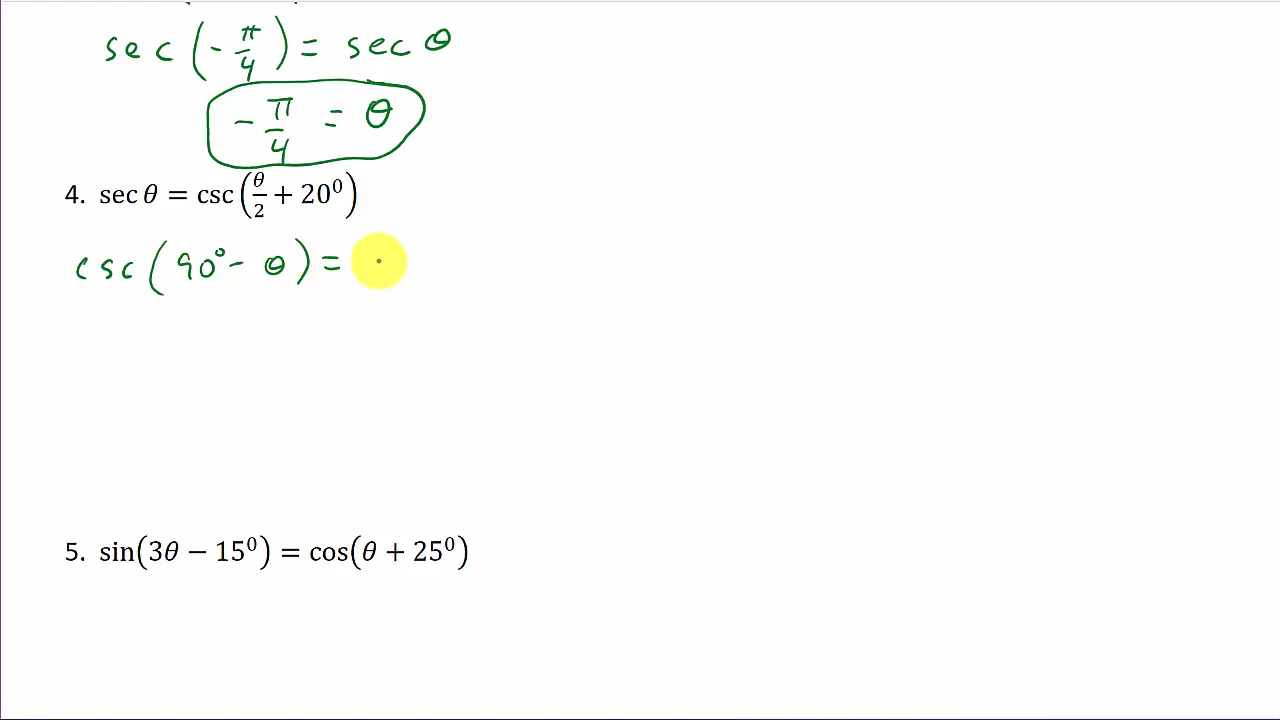 sec(-π/4) = sec θ
-π/4 = θ
4. sec θ = csc(θ/2 + 20⁰)
csc(90° - θ) =
5. sin(3θ − 15⁰) = cos(θ + 25⁰)